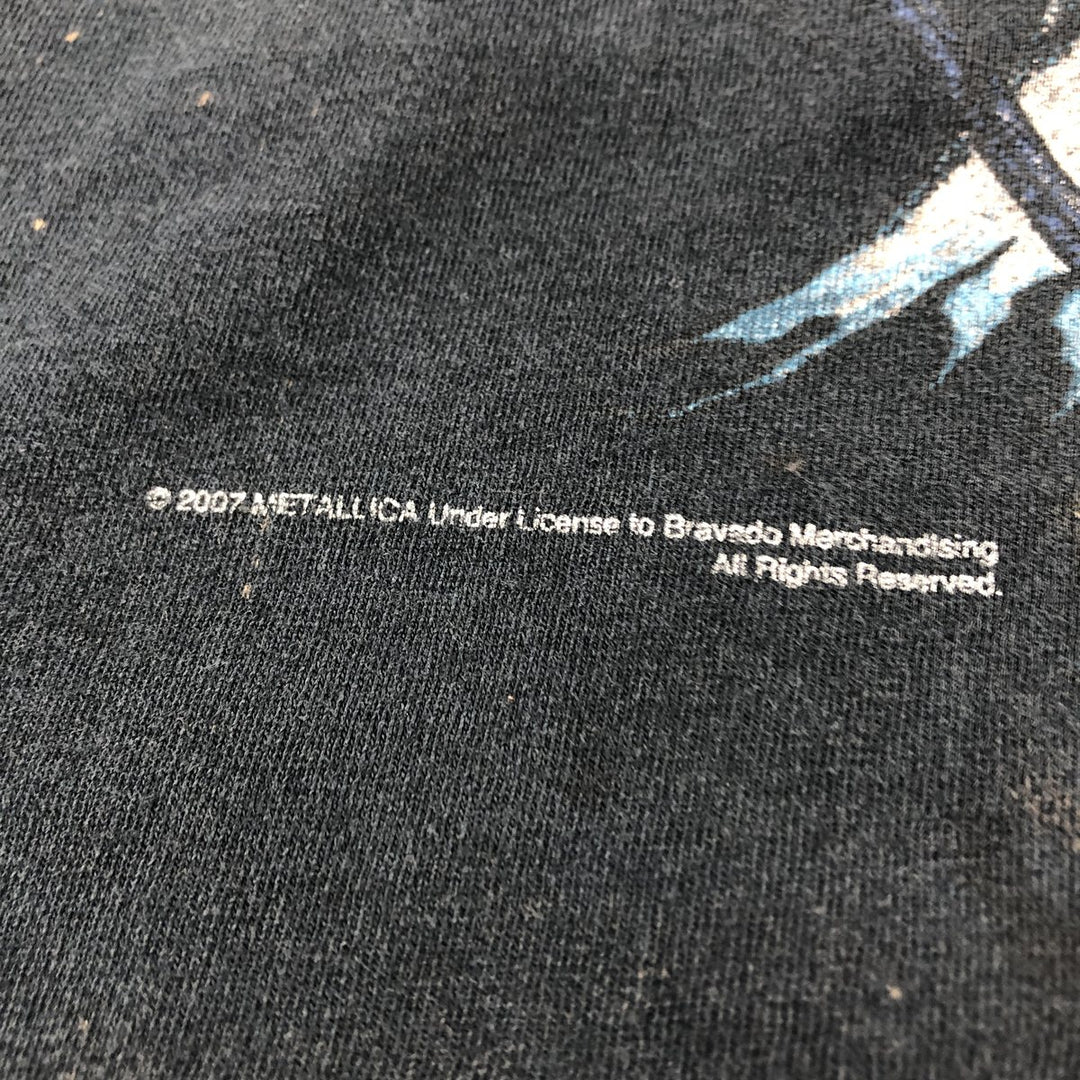 © 2007 METALLICA Under License to Bravado Merchandising
All Rights Reserved.